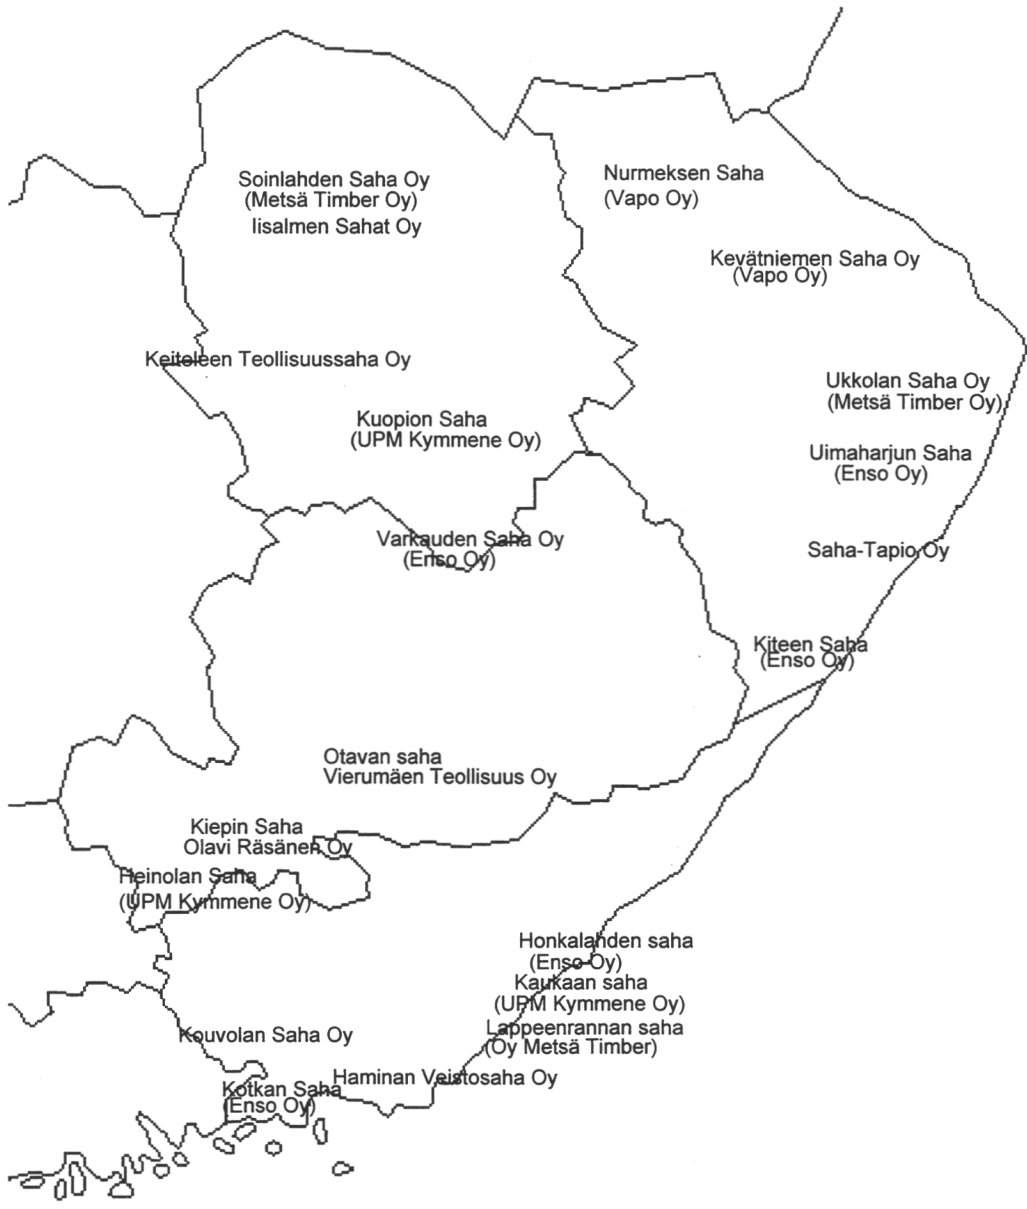 Soinlahden Saha Oy
(Metsä Timber Oy)
Iisalmen Sahat Oy
Nurmeksen Saha
(Vapo Oy)
Kevätniemen Saha Oy
(Vapo Oy)
Keiteleen Teollisuussaha Oy
Ukkolan Saha Oy
(Metsä Timber Oy)
Kuopion Saha
(UPM Kymmene Oy)
Uimaharjun Saha
(Enso Oy)
Varkauden Saha Oy
(Enso Oy)
Saha-Tapio Oy
Kiteen Saha
(Enso Oy)
Otavan saha
Vierumäen Teollisuus Oy
Kiepin Saha
Olavi Räsänen Oy
Heinolan Saha
(UPM Kymmene Oy)
Honkalahden saha
(Enso Oy)
Kaukaan saha
(UPM Kymmene Oy)
Lappeenrannan saha
(Oy Metsä Timber)
Kouvolan Saha Oy
Haminan Veistosaha Oy
Kotkan Saha
(Enso Oy)